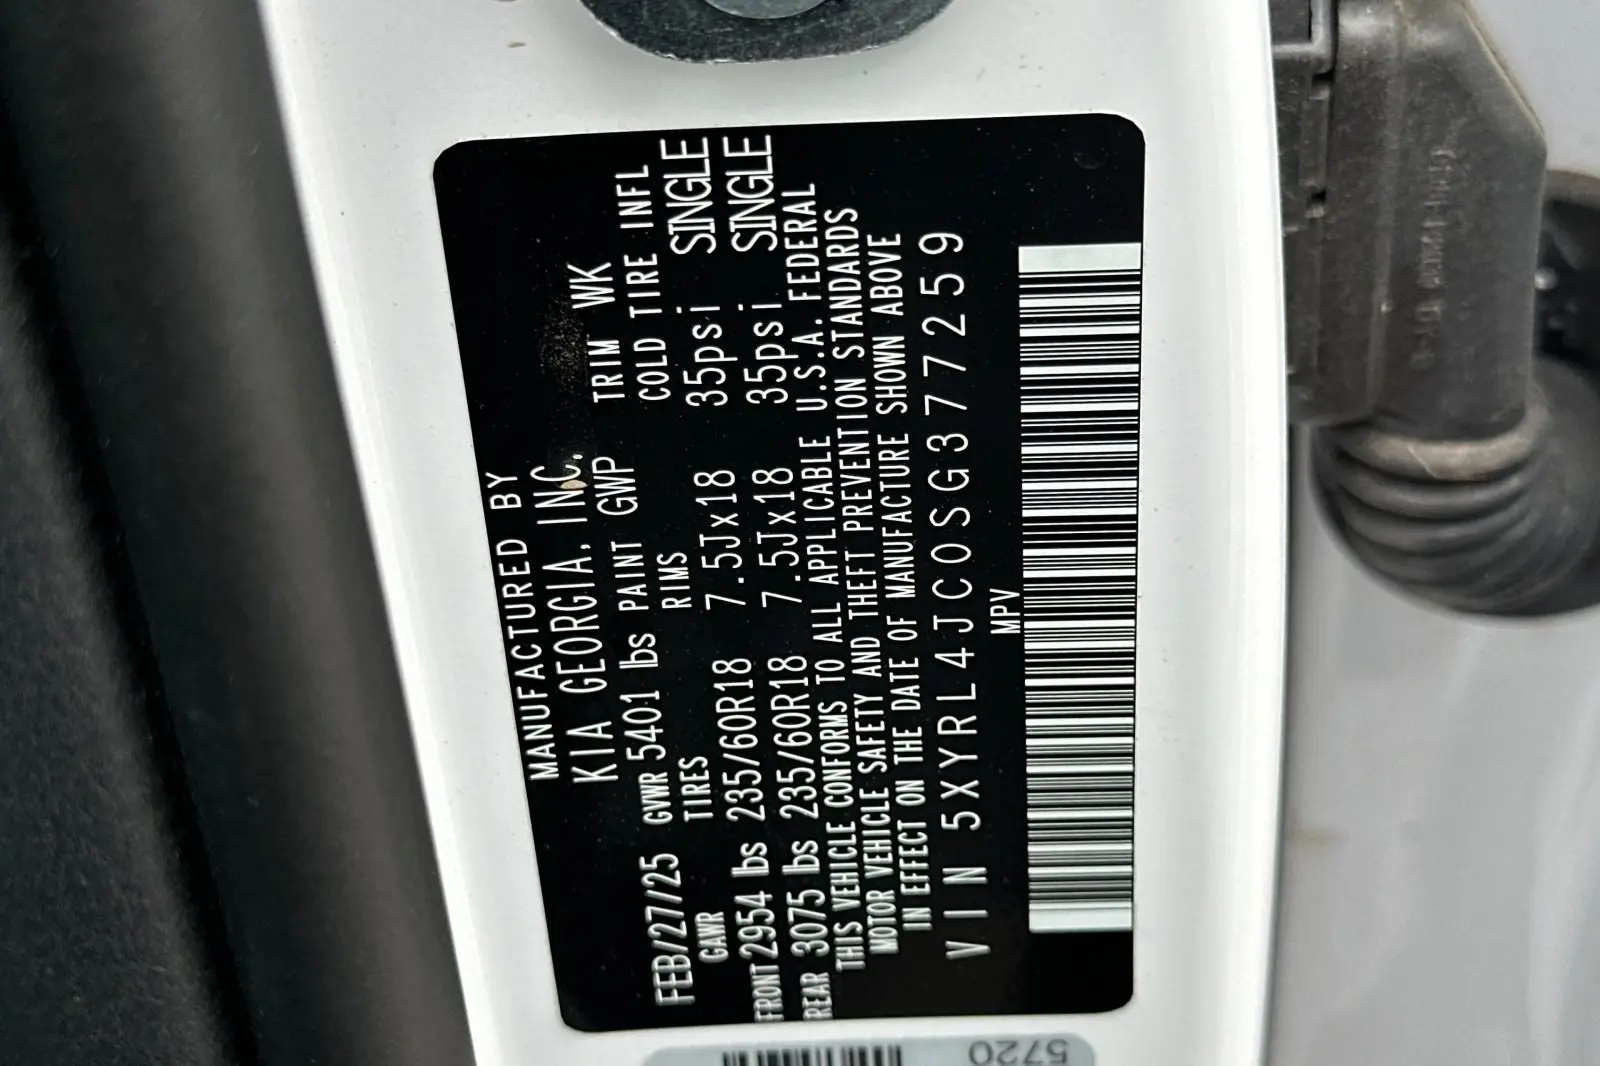 MANUFACTURED BY
KIA GEORGIA, INC.
FEB/27/25 GVWR 5401 lbs PAINT GWP TRIM WK
GAWR TIRES RIMS COLD TIRE INFL
FRONT 2954 lbs 235/60R18 7.5Jx18 35psi SINGLE
REAR 3075 lbs 235/60R18 7.5Jx18 35psi SINGLE
THIS VEHICLE CONFORMS TO ALL APPLICABLE U.S.A. FEDERAL
MOTOR VEHICLE SAFETY AND THEFT PREVENTION STANDARDS
IN EFFECT ON THE DATE OF MANUFACTURE SHOWN ABOVE
VIN 5XYRL4JC0SG377259
MPV
5720